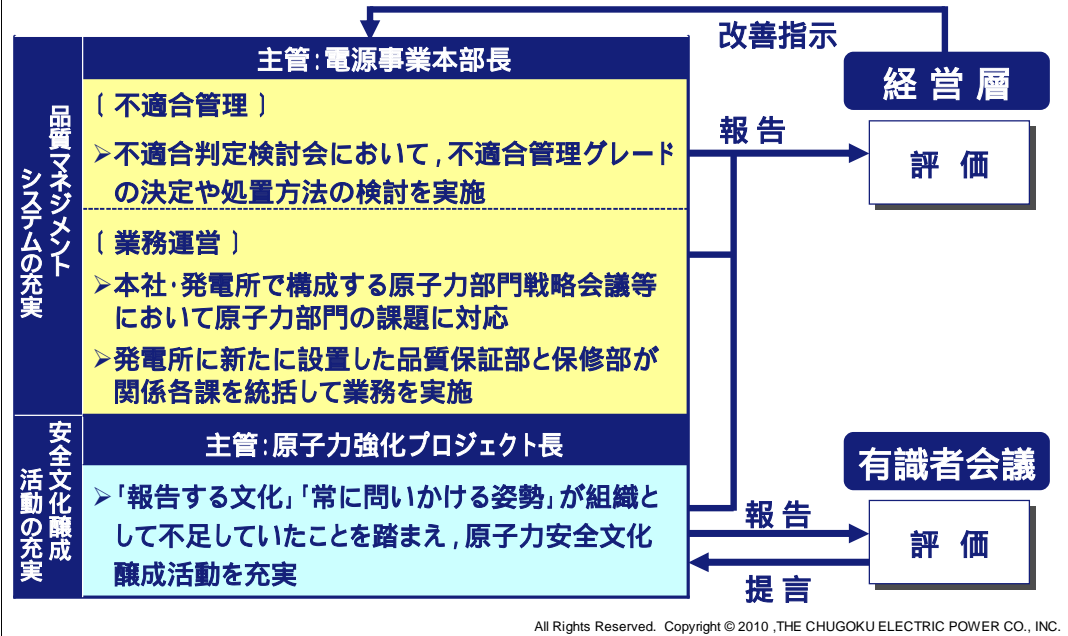 品質マネジメント
システムの充実
主管：電源事業本部長
〔 不適合管理 〕
➢不適合判定検討会において，不適合管理グレード
の決定や処置方法の検討を実施
〔 業務運営 〕
➢本社・発電所で構成する原子力部門戦略会議等
において原子力部門の課題に対応
➢発電所に新たに設置した品質保証部と保修部が
関係各課を統括して業務を実施
安全文化醸成
活動の充実
主管：原子力強化プロジェクト長
➢「報告する文化」「常に問いかける姿勢」が組織と
して不足していたことを踏まえ，原子力安全文化
醸成活動を充実
改善指示
経 営 層
報 告
評 価
有識者会議
報 告
評 価
提 言
All Rights Reserved. Copyright © 2010 ,THE CHUGOKU ELECTRIC POWER CO., INC.